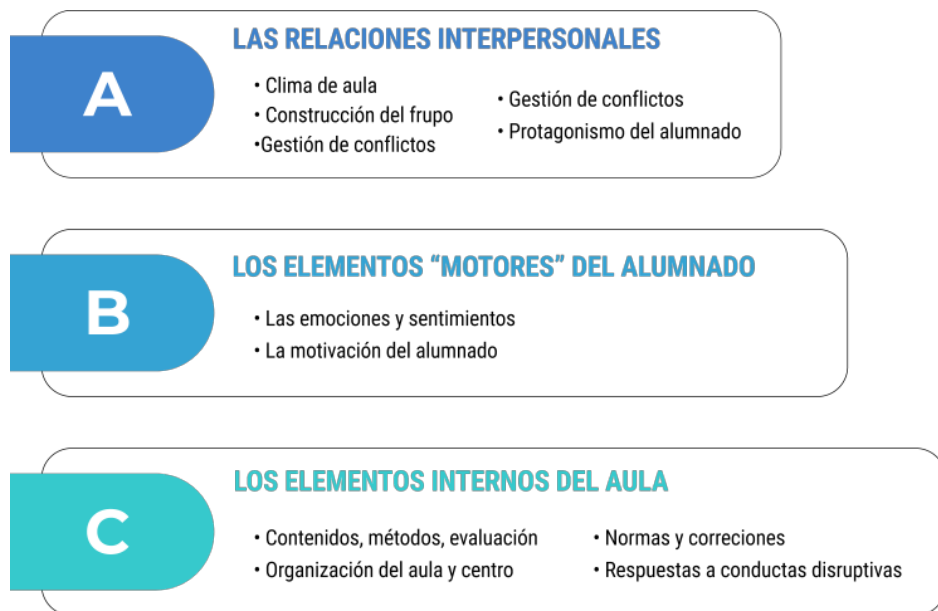 A
LAS RELACIONES INTERPERSONALES
• Clima de aula
• Construcción del frupo
•Gestión de conflictos
• Gestión de conflictos
• Protagonismo del alumnado
B
LOS ELEMENTOS “MOTORES” DEL ALUMNADO
• Las emociones y sentimientos
• La motivación del alumnado
C
LOS ELEMENTOS INTERNOS DEL AULA
• Contenidos, métodos, evaluación
• Organización del aula y centro
• Normas y correciones
• Respuestas a conductas disruptivas